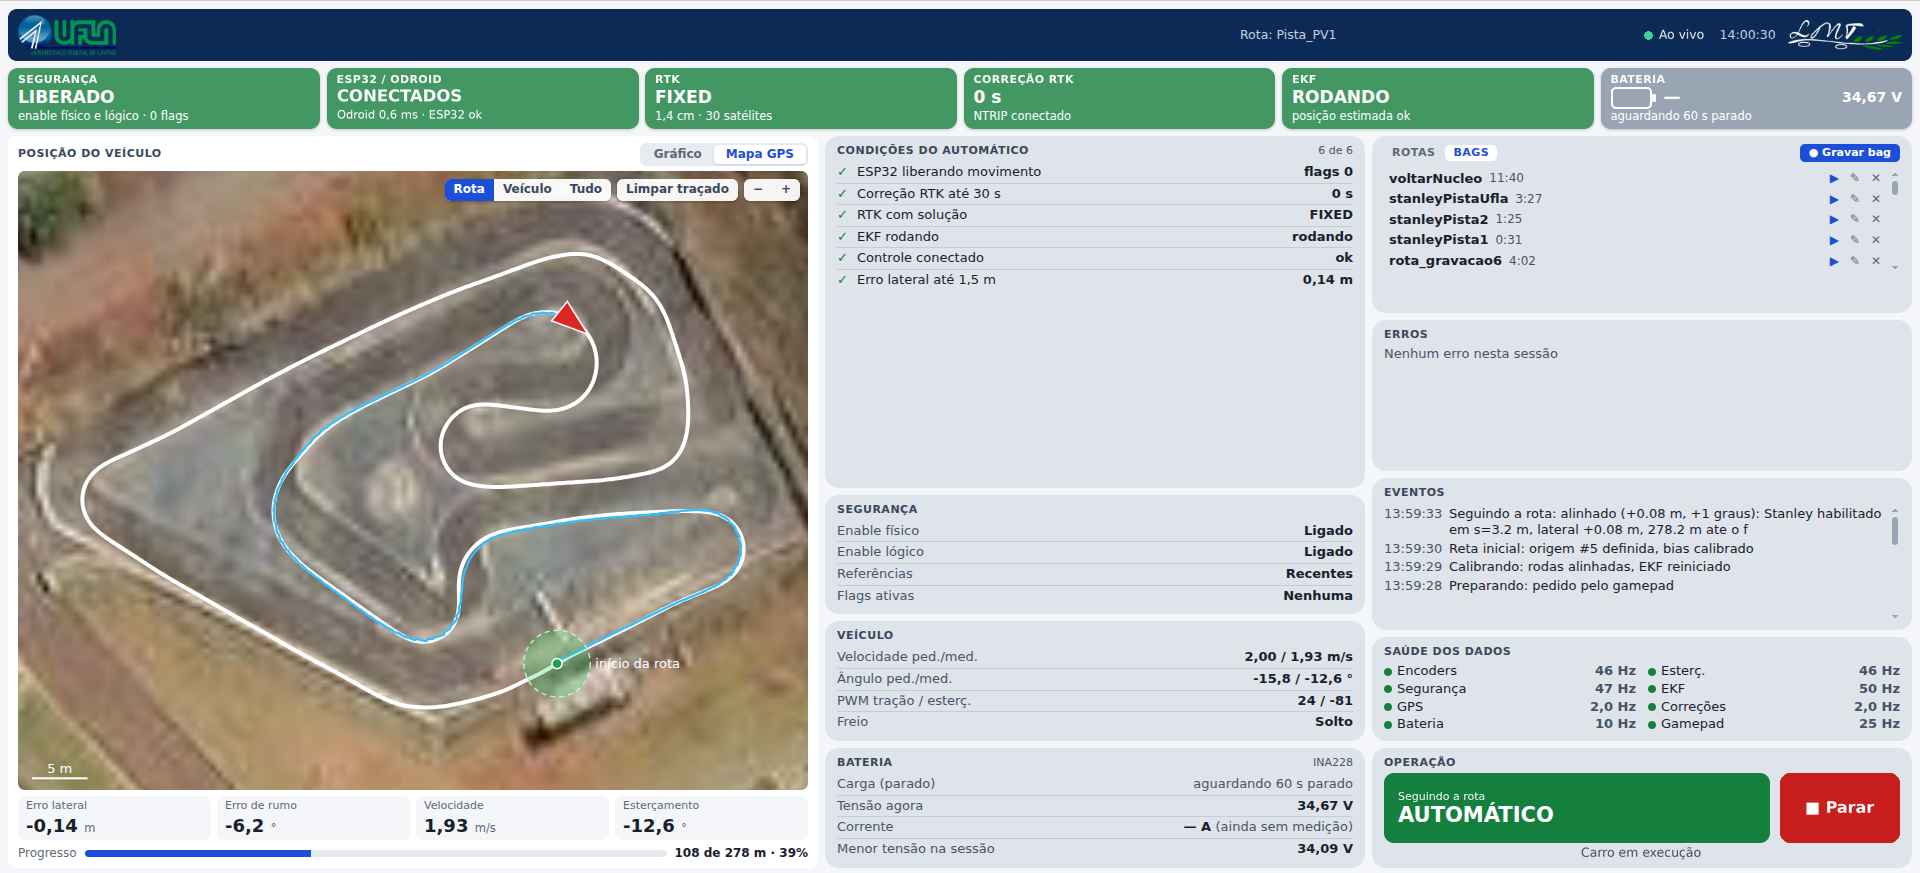 UFLA
UNIVERSIDADE FEDERAL DE LAVRAS
Rota: Pista_PV1
Ao vivo 14:00:30
LMT
SEGURANÇA
LIBERADO
enable físico e lógico · 0 flags
ESP32 / ODROID
CONECTADOS
Odroid 0,6 ms · ESP32 ok
RTK
FIXED
1,4 cm · 30 satélites
CORREÇÃO RTK
0 s
NTRIP conectado
EKF
RODANDO
posição estimada ok
BATERIA
— 34,67 V
aguardando 60 s parado
POSIÇÃO DO VEÍCULO
Gráfico Mapa GPS
Rota Veículo Tudo Limpar traçado − +
início da rota
5 m
Erro lateral
-0,14 m
Erro de rumo
-6,2 °
Velocidade
1,93 m/s
Esterçamento
-12,6 °
Progresso 108 de 278 m · 39%
CONDIÇÕES DO AUTOMÁTICO 6 de 6
✓ ESP32 liberando movimento flags 0
✓ Correção RTK até 30 s 0 s
✓ RTK com solução FIXED
✓ EKF rodando rodando
✓ Controle conectado ok
✓ Erro lateral até 1,5 m 0,14 m
SEGURANÇA
Enable físico Ligado
Enable lógico Ligado
Referências Recentes
Flags ativas Nenhuma
VEÍCULO
Velocidade ped./med. 2,00 / 1,93 m/s
Ângulo ped./med. -15,8 / -12,6 °
PWM tração / esterç. 24 / -81
Freio Solto
BATERIA INA228
Carga (parado) aguardando 60 s parado
Tensão agora 34,67 V
Corrente — A (ainda sem medição)
Menor tensão na sessão 34,09 V
ROTAS BAGS ● Gravar bag
voltarNucleo 11:40 ▶ ✎ ✕
stanleyPistaUfla 3:27 ▶ ✎ ✕
stanleyPista2 1:25 ▶ ✎ ✕
stanleyPista1 0:31 ▶ ✎ ✕
rota_gravacao6 4:02 ▶ ✎ ✕
ERROS
Nenhum erro nesta sessão
EVENTOS
13:59:33 Seguindo a rota: alinhado (+0.08 m, +1 graus): Stanley habilitado
em s=3.2 m, lateral +0.08 m, 278.2 m ate o f
13:59:30 Reta inicial: origem #5 definida, bias calibrado
13:59:29 Calibrando: rodas alinhadas, EKF reiniciado
13:59:28 Preparando: pedido pelo gamepad
SAÚDE DOS DADOS
Encoders 46 Hz Esterç. 46 Hz
Segurança 47 Hz EKF 50 Hz
GPS 2,0 Hz Correções 2,0 Hz
Bateria 10 Hz Gamepad 25 Hz
OPERAÇÃO
Seguindo a rota
AUTOMÁTICO
■ Parar
Carro em execução